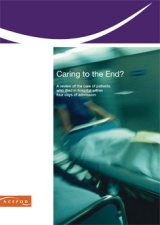 Caring to the End?
A review of the care of patients
who died in hospital within
four days of admission
NCEPOD